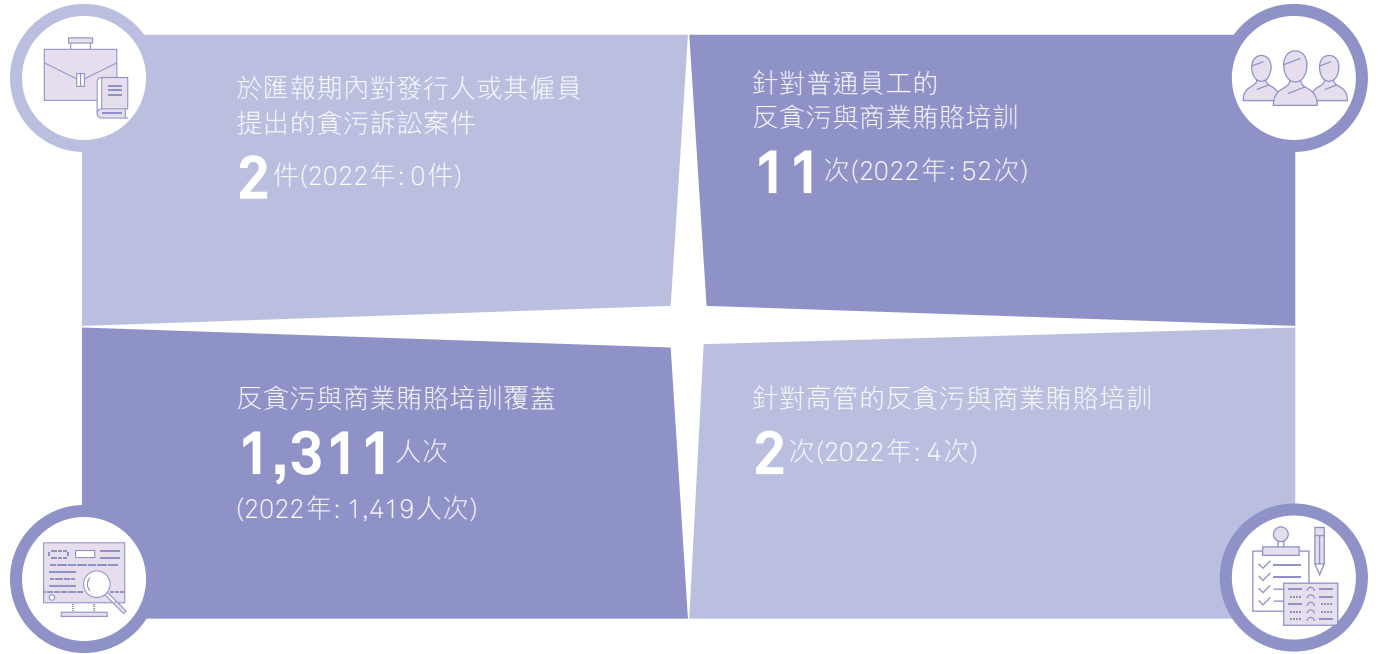 於匯報期內對發行人或其僱員
提出的貪污訴訟案件
2件(2022年: 0件)
針對普通員工的
反貪污與商業賄賂培訓
11次(2022年: 52次)
反貪污與商業賄賂培訓覆蓋
1,311人次
(2022年: 1,419人次)
針對高管的反貪污與商業賄賂培訓
2次(2022年: 4次)